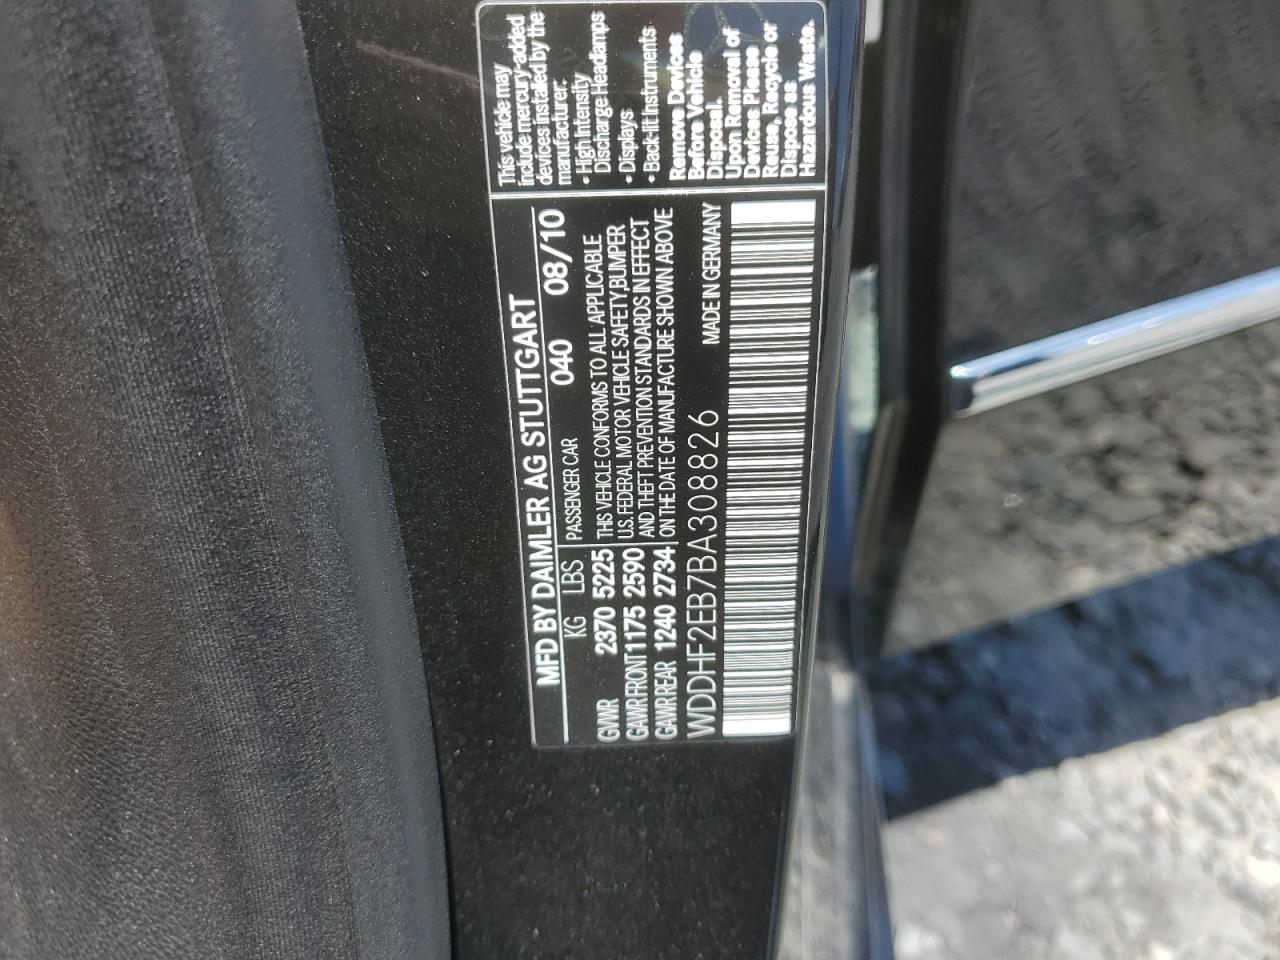 MFD BY DAIMLER AG STUTTGART
KG LBS PASSENGER CAR 040 08/10
GVWR 2370 5225 THIS VEHICLE CONFORMS TO ALL APPLICABLE
U.S. FEDERAL MOTOR VEHICLE SAFETY, BUMPER
GAWR FRONT 1175 2590 AND THEFT PREVENTION STANDARDS IN EFFECT
GAWR REAR 1240 2734 ON THE DATE OF MANUFACTURE SHOWN ABOVE
WDDHF2EB7BA308826 MADE IN GERMANY
This vehicle may
include mercury-added
devices installed by the
manufacturer:
• High Intensity
Discharge Headlamps
• Displays
• Back-lit Instruments
Remove Devices
Before Vehicle
Disposal.
Upon Removal of
Devices Please
Reuse, Recycle or
Dispose as
Hazardous Waste.